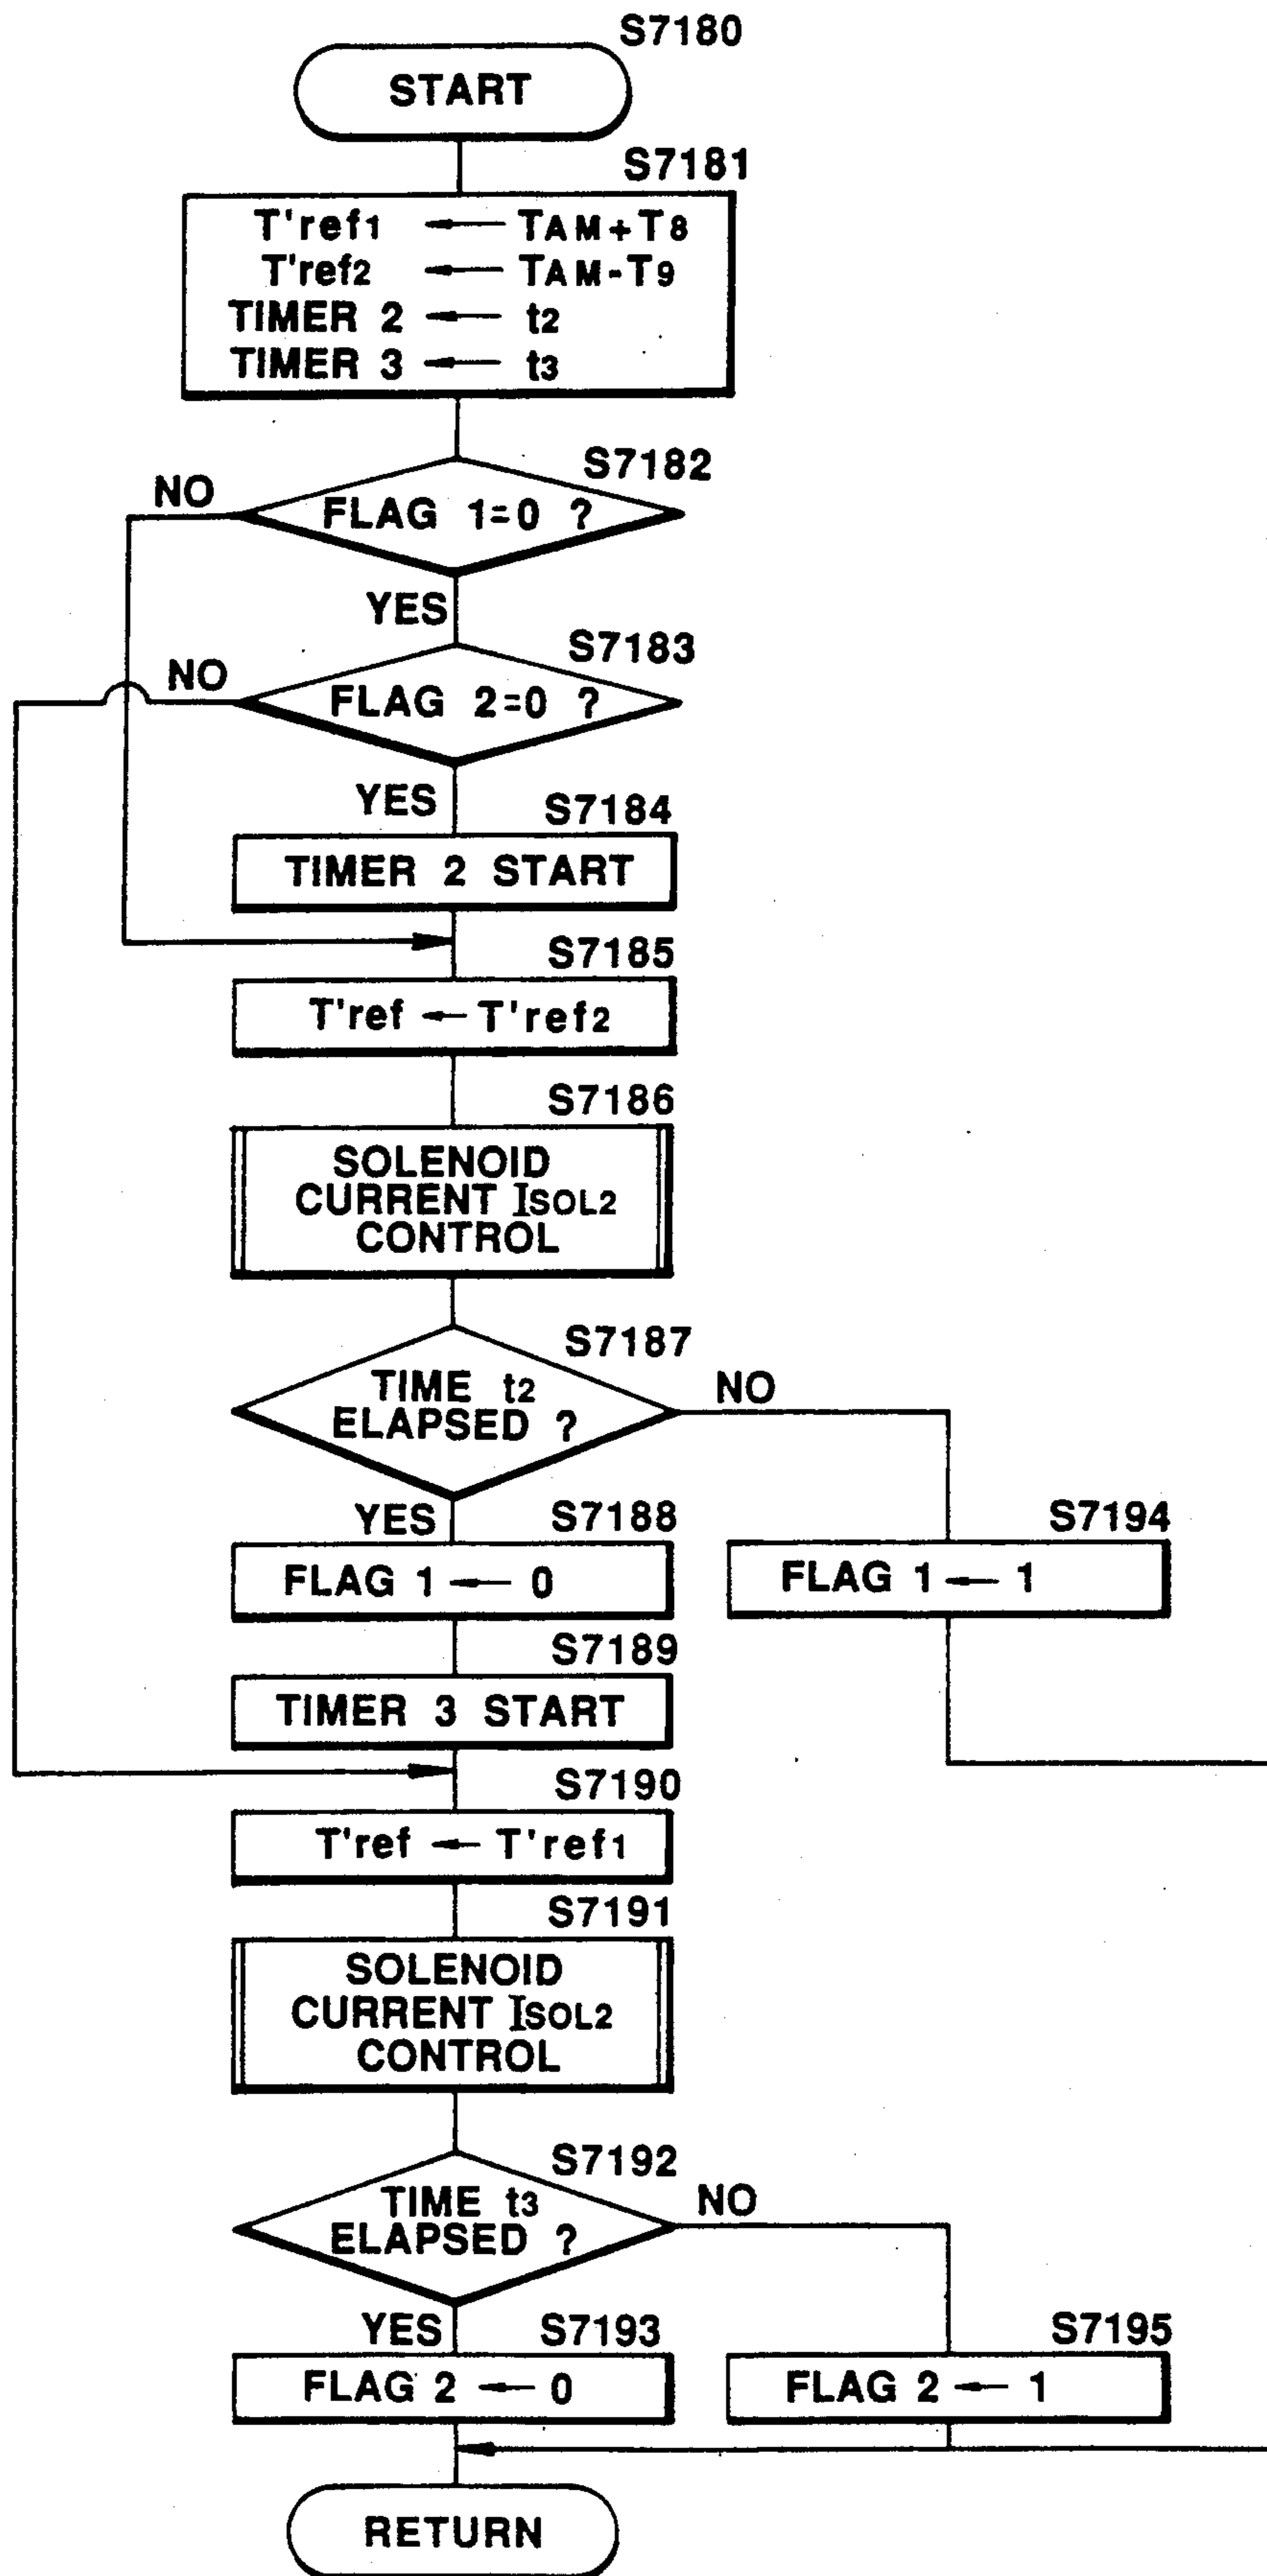 S7180
START
S7181
T'ref1 ← TAM+T8
T'ref2 ← TAM-T9
TIMER 2 ← t2
TIMER 3 ← t3
S7182
NO
FLAG 1=0 ?
YES
S7183
NO
FLAG 2=0 ?
YES
S7184
TIMER 2 START
S7185
T'ref ← T'ref2
S7186
SOLENOID
CURRENT ISOL2
CONTROL
S7187
TIME t2
ELAPSED ?
NO
YES
S7188
FLAG 1 ← 0
S7194
FLAG 1 ← 1
S7189
TIMER 3 START
S7190
T'ref ← T'ref1
S7191
SOLENOID
CURRENT ISOL2
CONTROL
S7192
TIME t3
ELAPSED ?
NO
YES
S7193
FLAG 2 ← 0
S7195
FLAG 2 ← 1
RETURN